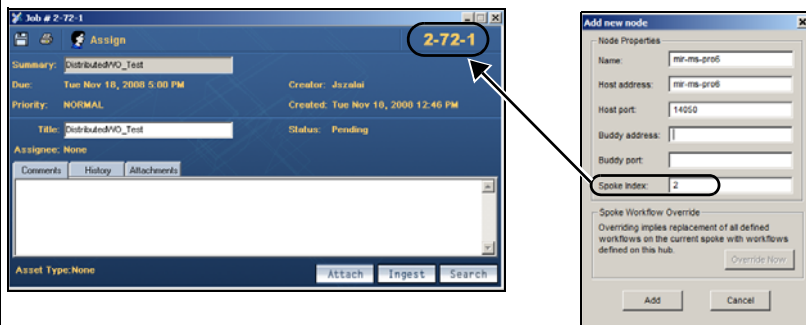 Job # 2-72-1
Assign
2-72-1
Summary: DistributedWO_Test
Due: Tue Nov 18, 2008 5:00 PM
Creator: Jszalai
Priority: NORMAL
Created: Tue Nov 18, 2008 12:46 PM
Title: DistributedWO_Test
Status: Pending
Assignee: None
Comments History Attachments
Asset Type:None
Attach Ingest Search
Add new node
Node Properties
Name: mir-ms-pro6
Host address: mir-ms-pro6
Host port: 14050
Buddy address:
Buddy port:
Spoke Index: 2
Spoke Workflow Override
Overriding implies replacement of all defined
workflows on the current spoke with workflows
defined on this hub.
Override Now
Add Cancel